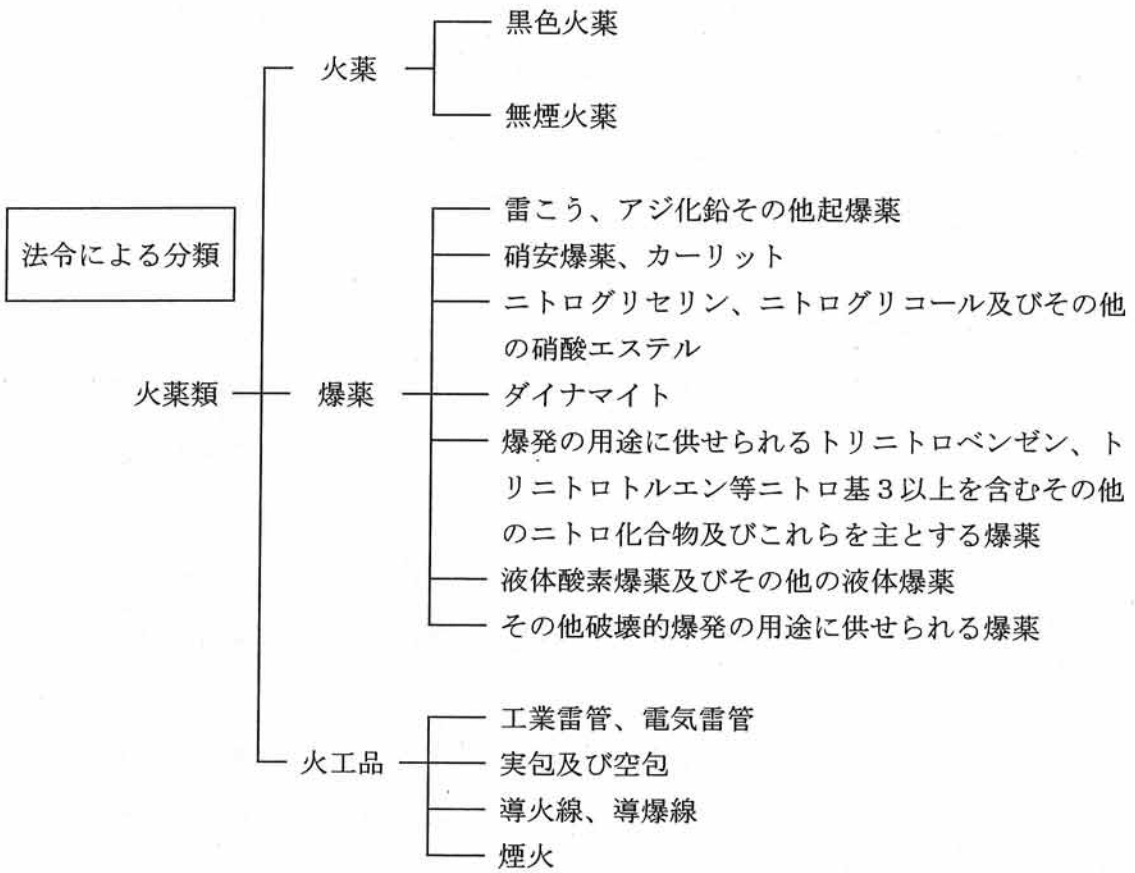 黒色火薬
火薬
無煙火薬
法令による分類
雷こう、アジ化鉛その他起爆薬
硝安爆薬、カーリット
ニトログリセリン、ニトログリコール及びその他
の硝酸エステル
火薬類
爆薬
ダイナマイト
爆発の用途に供せられるトリニトロベンゼン、ト
リニトロトルエン等ニトロ基3以上を含むその他
のニトロ化合物及びこれらを主とする爆薬
液体酸素爆薬及びその他の液体爆薬
その他破壊的爆発の用途に供せられる爆薬
工業雷管、電気雷管
火工品
実包及び空包
導火線、導爆線
煙火